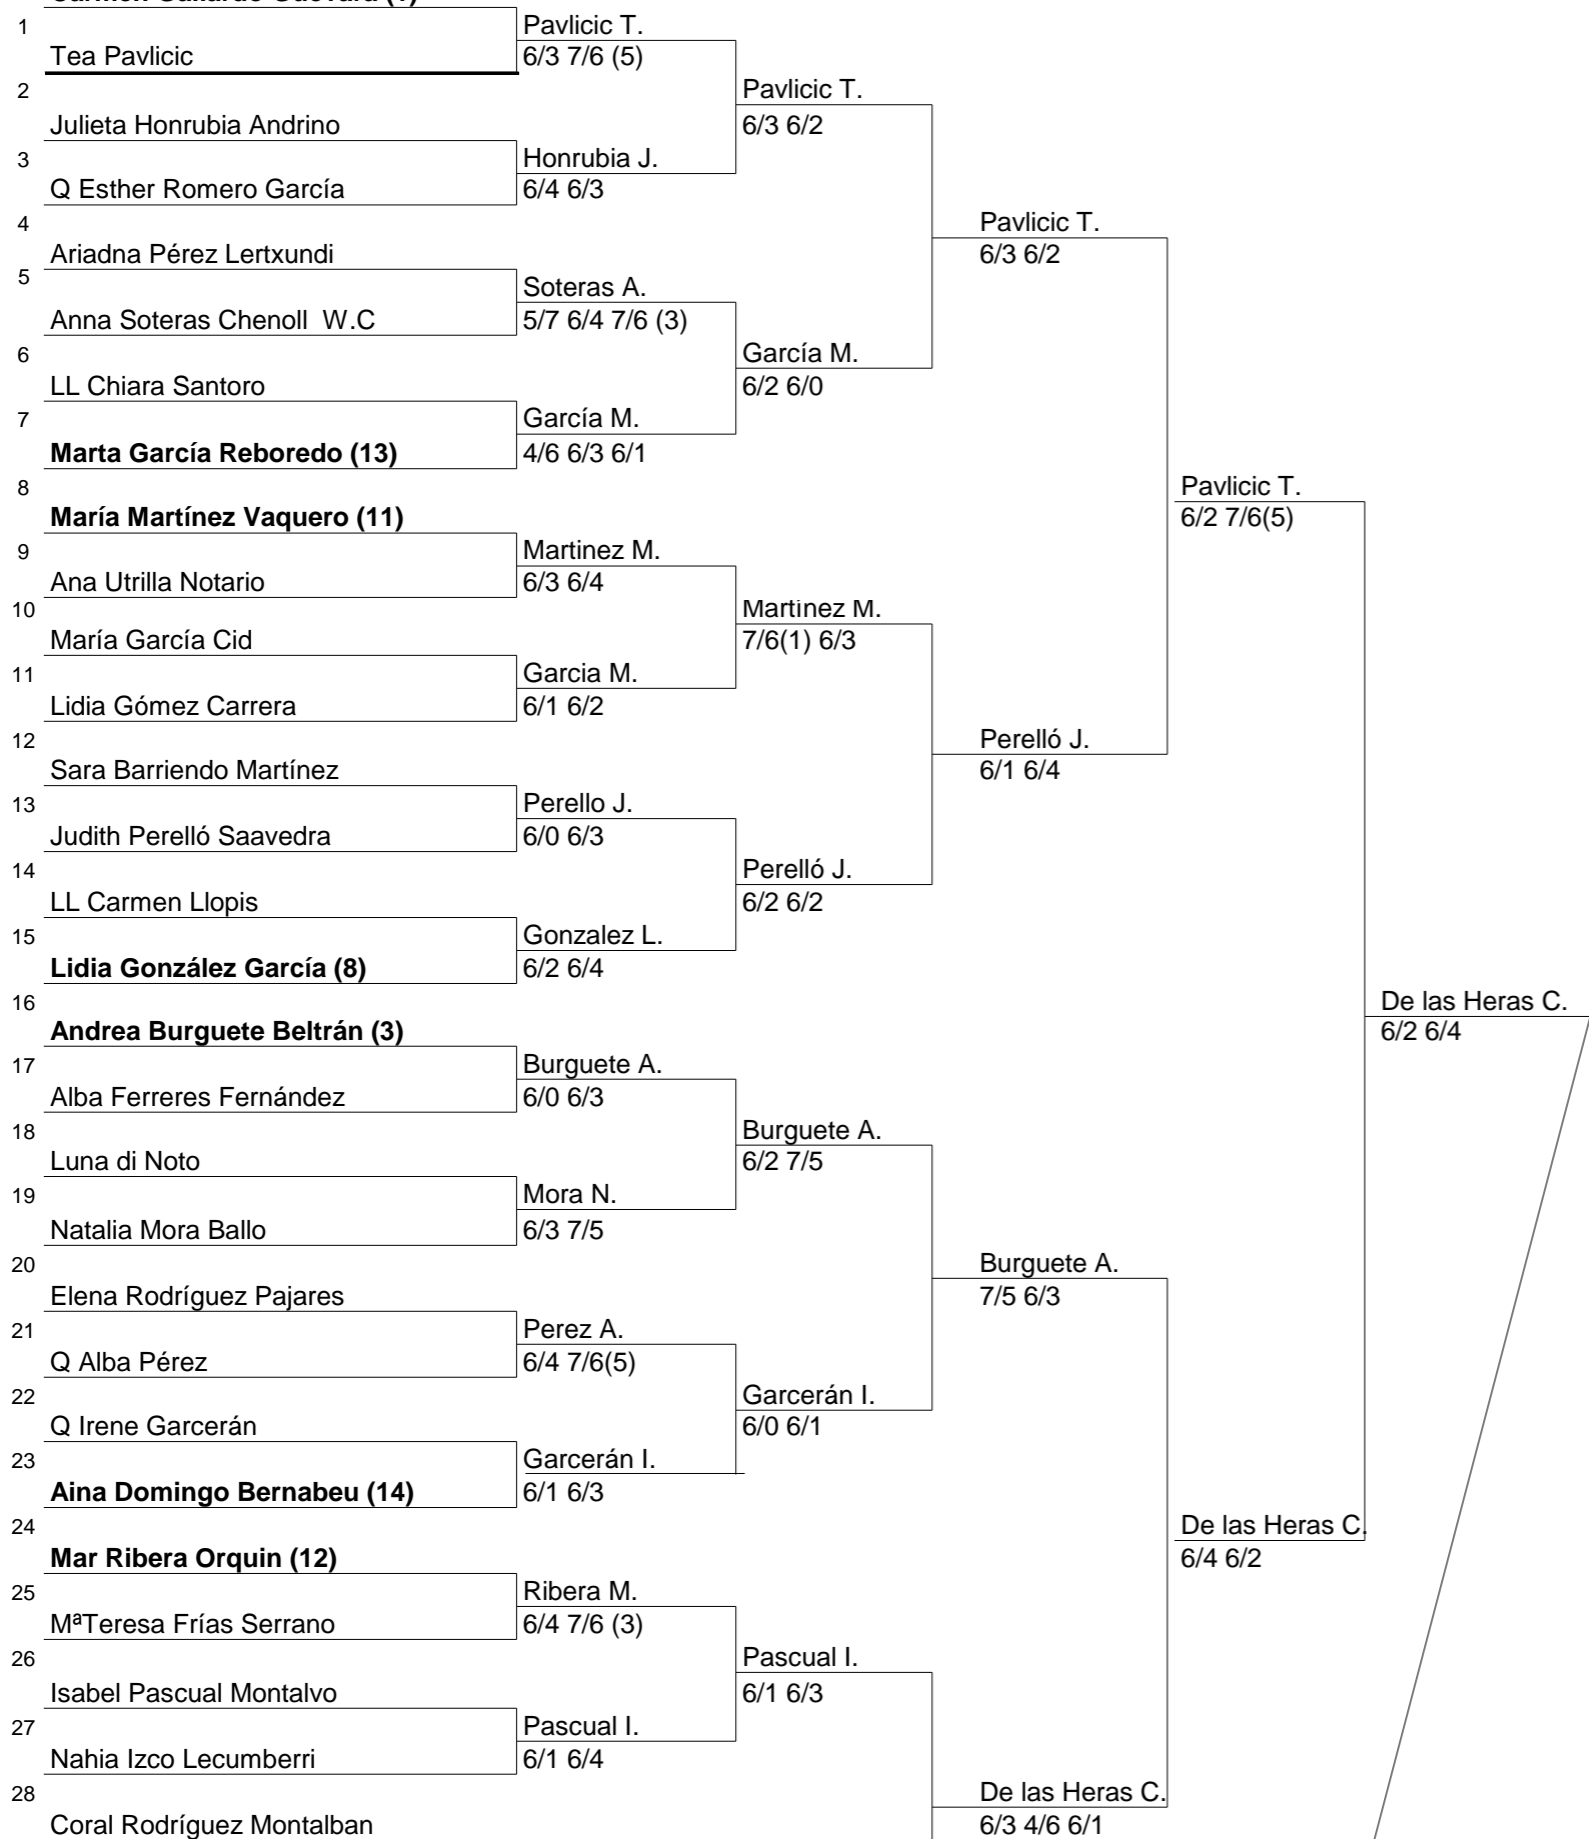 Carmen Gallardo Guevara
1
Pavlicic T.
Tea Pavlicic
6/3 7/6 (5)
2
Pavlicic T.
Julieta Honrubia Andrino
6/3 6/2
3
Honrubia J.
Q Esther Romero García
6/4 6/3
4
Pavlicic T.
Ariadna Pérez Lertxundi
6/3 6/2
5
Soteras A.
Anna Soteras Chenoll W.C
5/7 6/4 7/6 (3)
6
García M.
LL Chiara Santoro
6/2 6/0
7
García M.
Marta García Reboredo (13)
4/6 6/3 6/1
8
Pavlicic T.
María Martínez Vaquero (11)
6/2 7/6(5)
9
Martinez M.
Ana Utrilla Notario
6/3 6/4
10
Martinez M.
María García Cid
7/6(1) 6/3
11
Garcia M.
Lidia Gómez Carrera
6/1 6/2
12
Perelló J.
Sara Barriendo Martínez
6/1 6/4
13
Perello J.
Judith Perelló Saavedra
6/0 6/3
14
Perelló J.
LL Carmen Llopis
6/2 6/2
15
Gonzalez L.
Lidia González García (8)
6/2 6/4
16
De las Heras C.
Andrea Burguete Beltrán (3)
6/2 6/4
17
Burguete A.
Alba Ferreres Fernández
6/0 6/3
18
Burguete A.
Luna di Noto
6/2 7/5
19
Mora N.
Natalia Mora Ballo
6/3 7/5
20
Burguete A.
Elena Rodríguez Pajares
7/5 6/3
21
Perez A.
Q Alba Pérez
6/4 7/6(5)
22
Garcerán I.
Q Irene Garcerán
6/0 6/1
23
Garcerán I.
Aina Domingo Bernabeu (14)
6/1 6/3
24
De las Heras C.
Mar Ribera Orquin (12)
6/4 6/2
25
Ribera M.
MªTeresa Frías Serrano
6/4 7/6 (3)
26
Pascual I.
Isabel Pascual Montalvo
6/1 6/3
27
Pascual I.
Nahia Izco Lecumberri
6/1 6/4
28
De las Heras C.
Coral Rodríguez Montalban
6/3 4/6 6/1